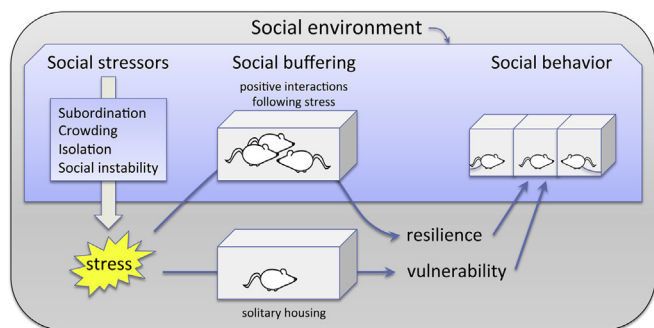 Social environment
Social stressors
Social buffering
Social behavior
positive interactions
following stress
Subordination
Crowding
Isolation
Social instability
stress
resilience
vulnerability
solitary housing